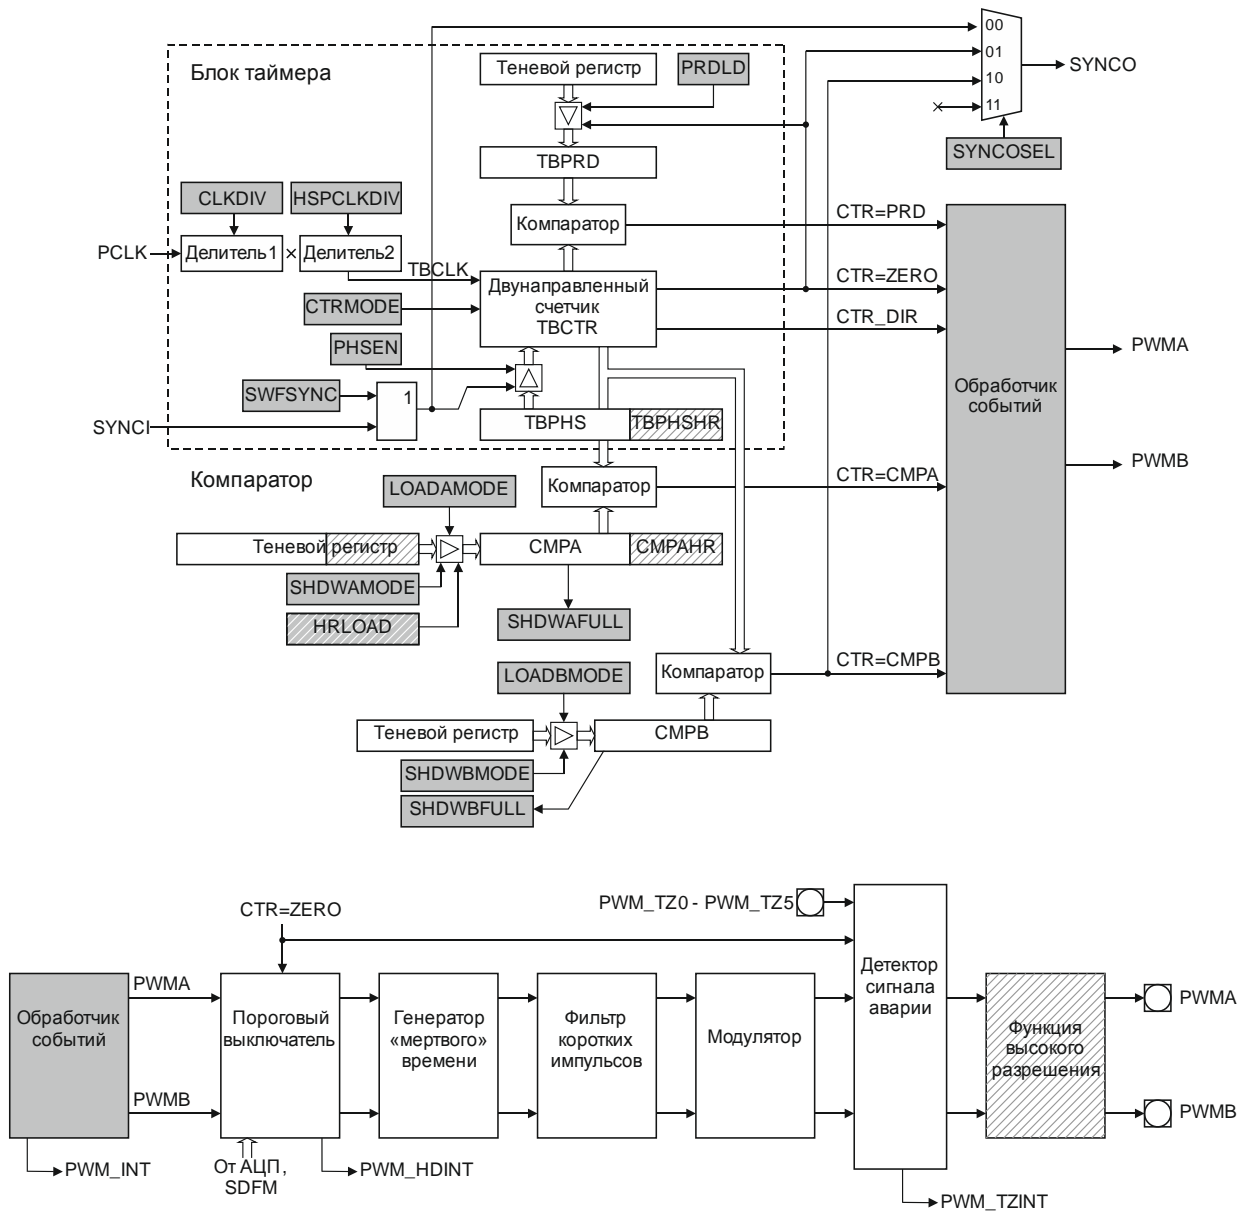 00
01
10
11
SYNCO
SYNCOSEL
Блок таймера
Теневой регистр
PRDLD
TBPRD
CLKDIV
HSPCLKDIV
Компаратор
CTR=PRD
PCLK
Делитель1
×
Делитель2
TBCLK
Двунаправленный
счетчик
TBCTR
CTR=ZERO
CTRMODE
CTR_DIR
PHSEN
PWMA
SWFSYNC
1
Обработчик
событий
SYNCI
TBPHS
TBPHSHR
PWMB
Компаратор
Компаратор
CTR=CMPA
LOADAMODE
Теневой регистр
CMPA
CMPAHR
SHDWAMODE
HRLOAD
SHDWAFULL
Компаратор
CTR=CMPB
LOADBMODE
Теневой регистр
CMPB
SHDWBMODE
SHDWBFULL
CTR=ZERO
PWM_TZ0 - PWM_TZ5
Обработчик
событий
PWMA
PWMB
Пороговый
выключатель
Генератор
«мертвого»
времени
Фильтр
коротких
импульсов
Модулятор
Детектор
сигнала
аварии
Функция
высокого
разрешения
PWMA
PWMB
PWM_INT
От АЦП,
SDFM
PWM_HDINT
PWM_TZINT